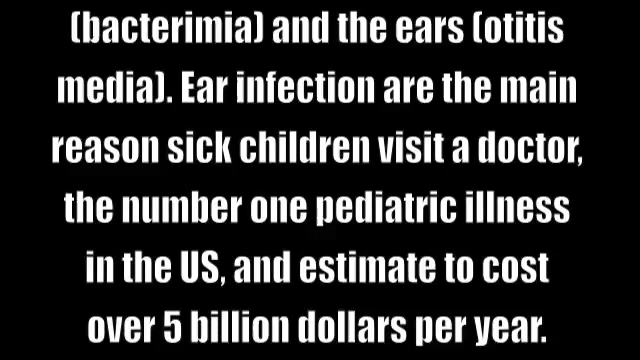 (bacterimia) and the ears (otitis
media). Ear infection are the main
reason sick children visit a doctor,
the number one pediatric illness
in the US, and estimate to cost
over 5 billion dollars per year.